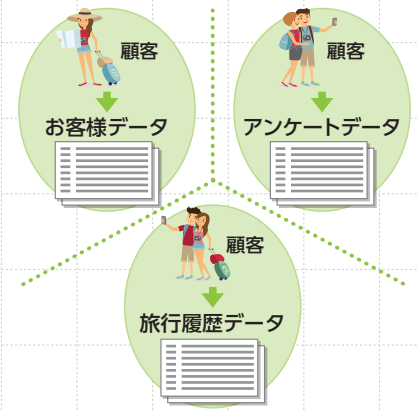 顧客
お客様データ
顧客
アンケートデータ
顧客
旅行履歴データ